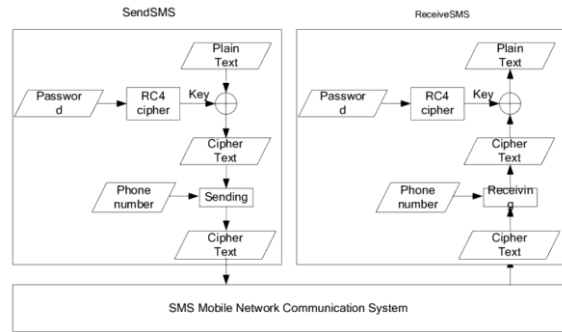 SendSMS
Plain
Text
Passwor
d
RC4
cipher
Key
Cipher
Text
Phone
number
Sending
Cipher
Text
ReceiveSMS
Plain
Text
Passwor
d
RC4
cipher
Key
Cipher
Text
Phone
number
Receivin
g
Cipher
Text
SMS Mobile Network Communication System